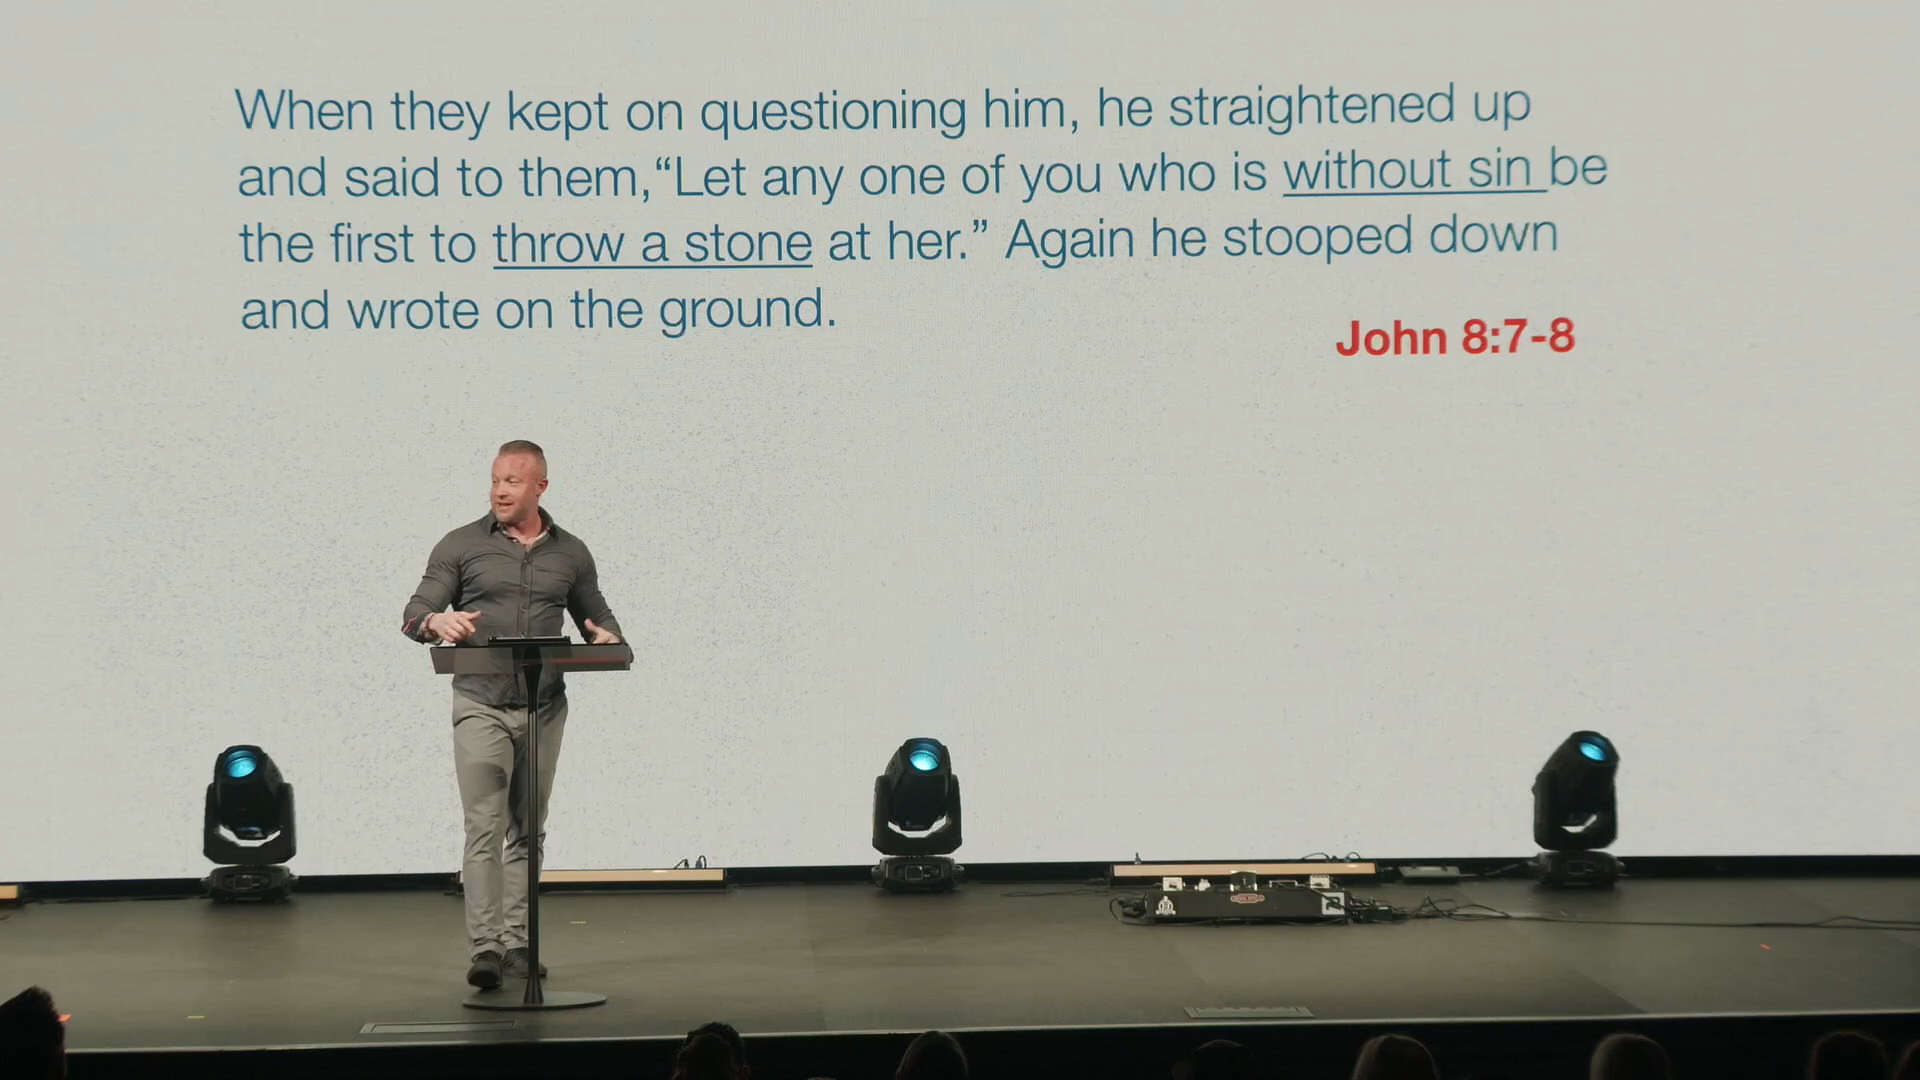 When they kept on questioning him, he straightened up
and said to them,“Let any one of you who is without sin be
the first to throw a stone at her.” Again he stooped down
and wrote on the ground.
John 8:7-8